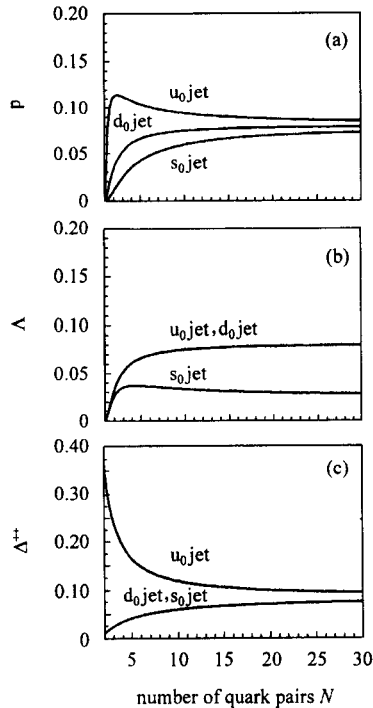 0.20
(a)
0.15
u₀jet
p
0.10
d₀jet
0.05
s₀jet
0
0.20
(b)
0.15
Λ
0.10
u₀jet,d₀jet
0.05
s₀jet
0
0.40
(c)
0.30
Δ⁺⁺
0.20
u₀jet
0.10
d₀jet,s₀jet
0
5 10 15 20 25 30
number of quark pairs N